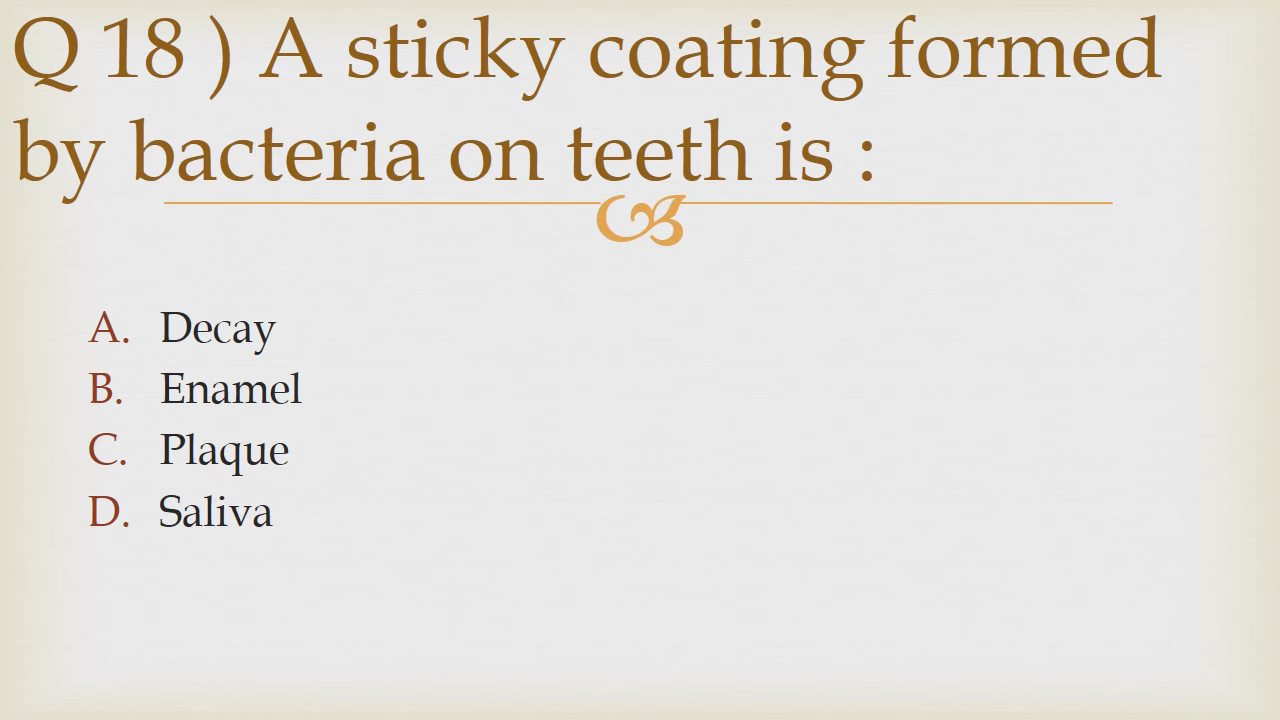 Q 18 ) A sticky coating formed
by bacteria on teeth is :
A. Decay
B. Enamel
C. Plaque
D. Saliva